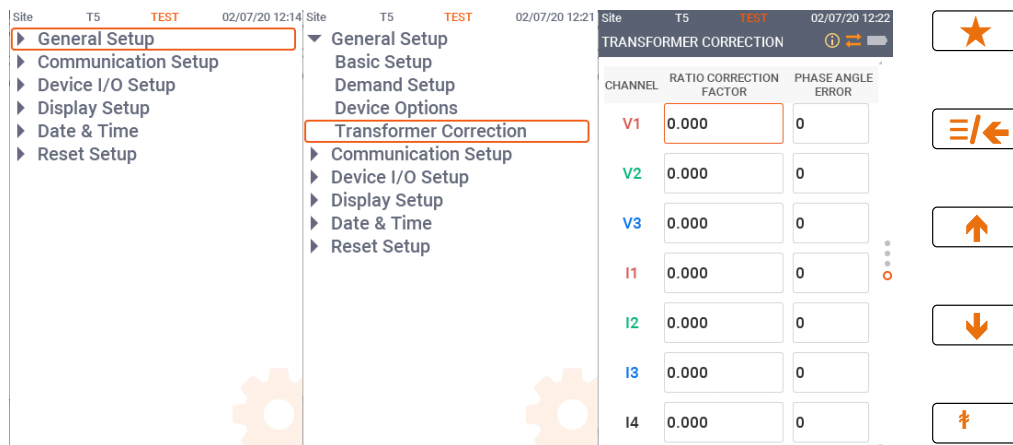 Site T5 TEST 02/07/20 12:14
General Setup
Communication Setup
Device I/O Setup
Display Setup
Date & Time
Reset Setup
Site T5 TEST 02/07/20 12:21
General Setup
Basic Setup
Demand Setup
Device Options
Transformer Correction
Communication Setup
Device I/O Setup
Display Setup
Date & Time
Reset Setup
Site T5 TEST 02/07/20 12:22
TRANSFORMER CORRECTION
CHANNEL RATIO CORRECTION FACTOR PHASE ANGLE ERROR
V1 0.000 0
V2 0.000 0
V3 0.000 0
I1 0.000 0
I2 0.000 0
I3 0.000 0
I4 0.000 0